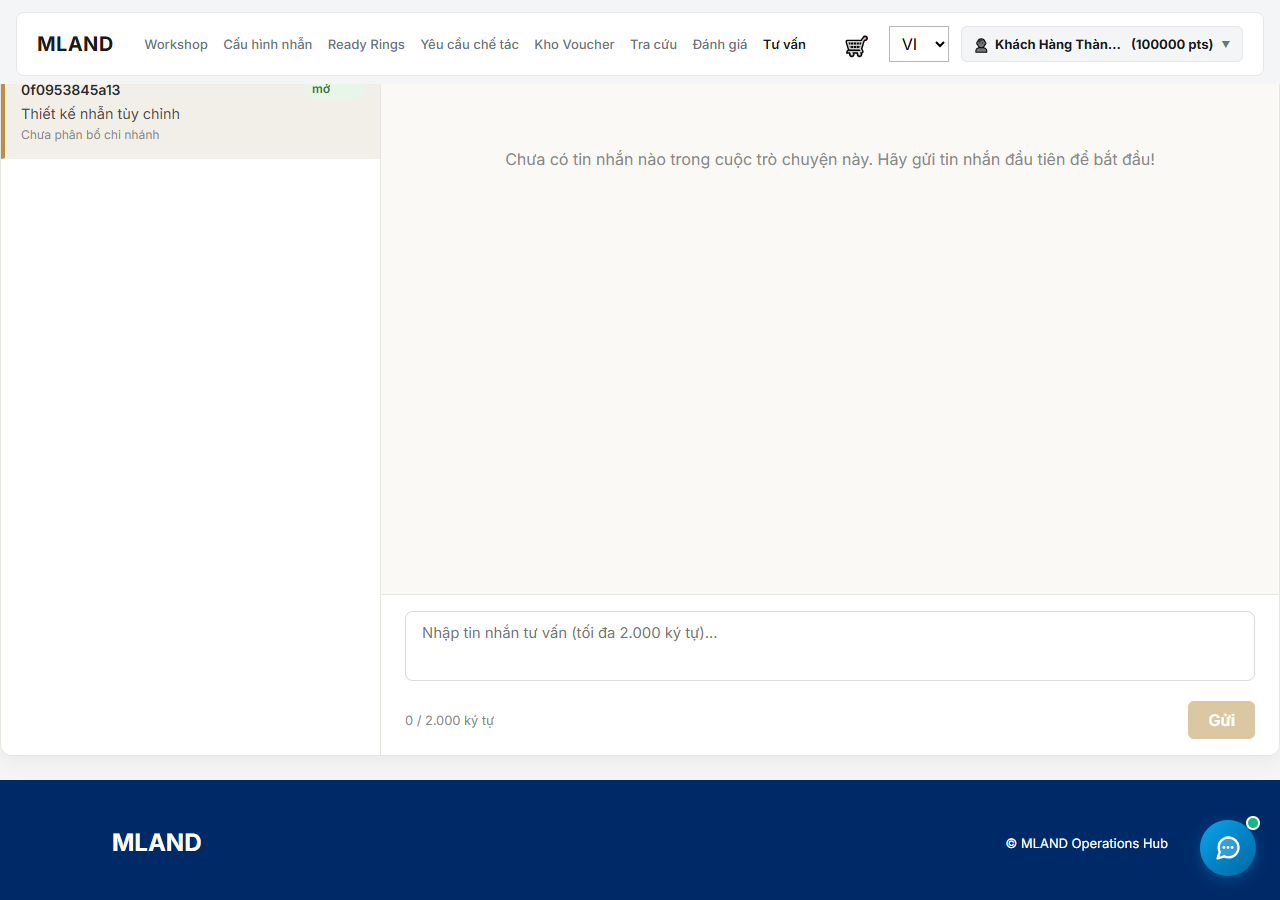 MLAND
Workshop
Cấu hình nhẫn
Ready Rings
Yêu cầu chế tác
Kho Voucher
Tra cứu
Đánh giá
Tư vấn
VI
Khách Hàng Thàn... (100000 pts)
0f0953845a13
mở
Thiết kế nhẫn tùy chỉnh
Chưa phân bổ chi nhánh
Chưa có tin nhắn nào trong cuộc trò chuyện này. Hãy gửi tin nhắn đầu tiên để bắt đầu!
Nhập tin nhắn tư vấn (tối đa 2.000 ký tự)...
0 / 2.000 ký tự
Gửi
MLAND
© MLAND Operations Hub